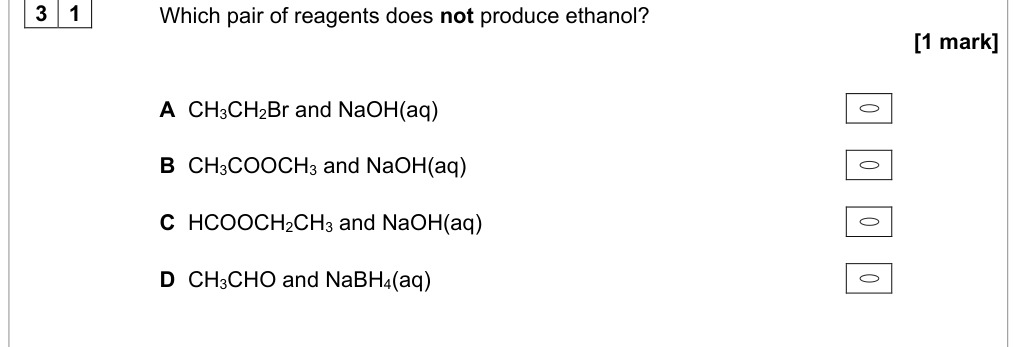 3 1 Which pair of reagents does not produce ethanol?
[1 mark]
A CH₃CH₂Br and NaOH(aq)
B CH₃COOCH₃ and NaOH(aq)
C HCOOCH₂CH₃ and NaOH(aq)
D CH₃CHO and NaBH₄(aq)